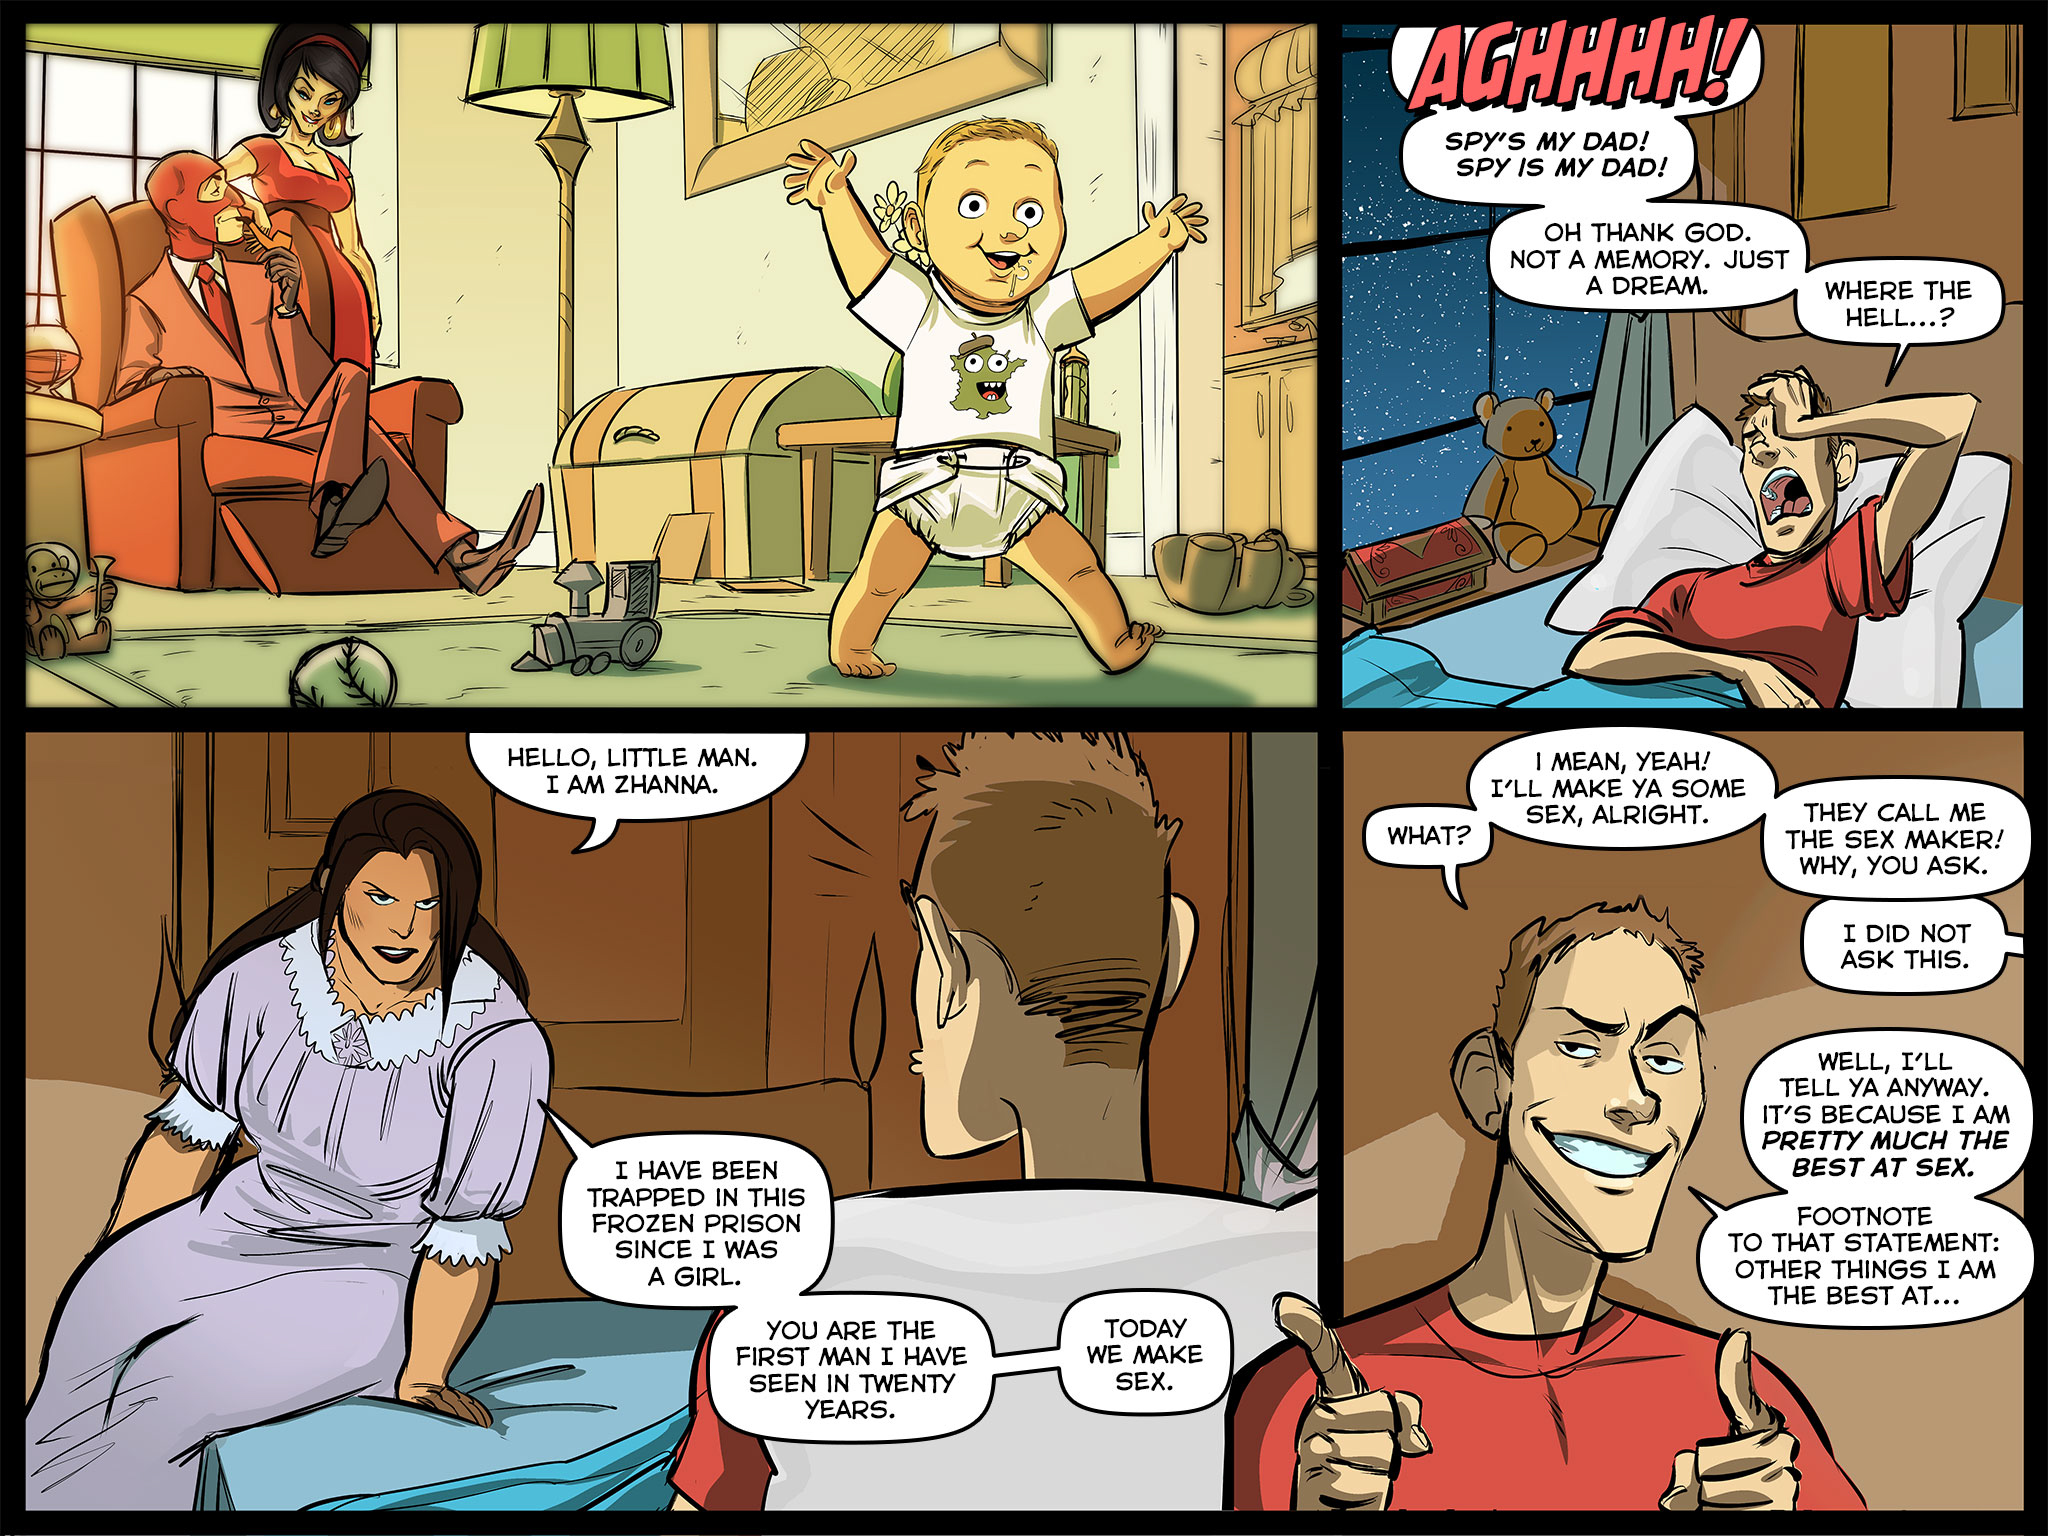 AGHHHH!
SPY'S MY DAD!
SPY IS MY DAD!
OH THANK GOD.
NOT A MEMORY. JUST
A DREAM.
WHERE THE
HELL...?
HELLO, LITTLE MAN.
I AM ZHANNA.
I HAVE BEEN
TRAPPED IN THIS
FROZEN PRISON
SINCE I WAS
A GIRL.
YOU ARE THE
FIRST MAN I HAVE
SEEN IN TWENTY
YEARS.
TODAY
WE MAKE
SEX.
WHAT?
I MEAN, YEAH!
I'LL MAKE YA SOME
SEX, ALRIGHT.
THEY CALL ME
THE SEX MAKER!
WHY, YOU ASK.
I DID NOT
ASK THIS.
WELL, I'LL
TELL YA ANYWAY.
IT'S BECAUSE I AM
PRETTY MUCH THE
BEST AT SEX.
FOOTNOTE
TO THAT STATEMENT:
OTHER THINGS I AM
THE BEST AT...